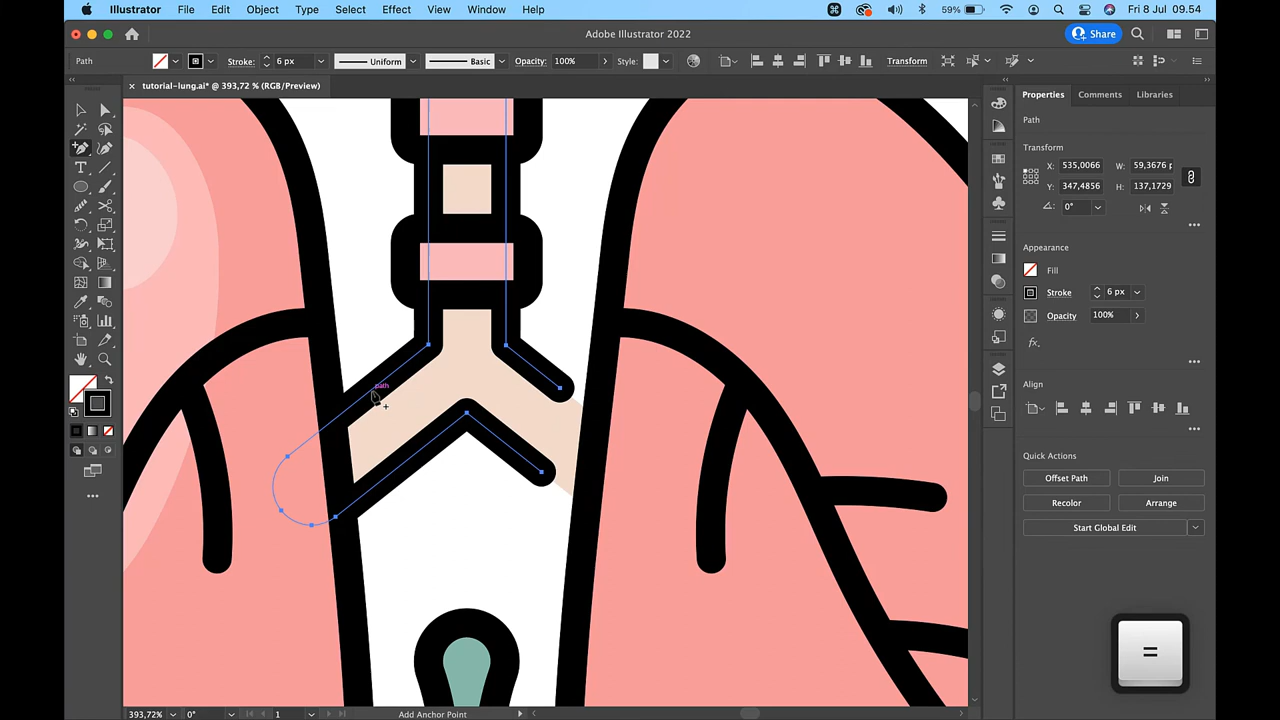 Illustrator File Edit Object Type Select Effect View Window Help 59% Fri 8 Jul 09.54
Adobe Illustrator 2022 Share
Path Stroke: 6 px Uniform Basic Opacity: 100% Style: Transform
× tutorial-lung.ai* @ 393,72 % (RGB/Preview)
Properties Comments Libraries
Path
Transform
X: 535,0066 W: 59,3676 p
Y: 347,4856 H: 137,1729
0°
Appearance
Fill
Stroke 6 px
Opacity 100%
fx.
Align
Quick Actions
Offset Path Join
Recolor Arrange
Start Global Edit
path
=
393,72% 0° 1 Add Anchor Point